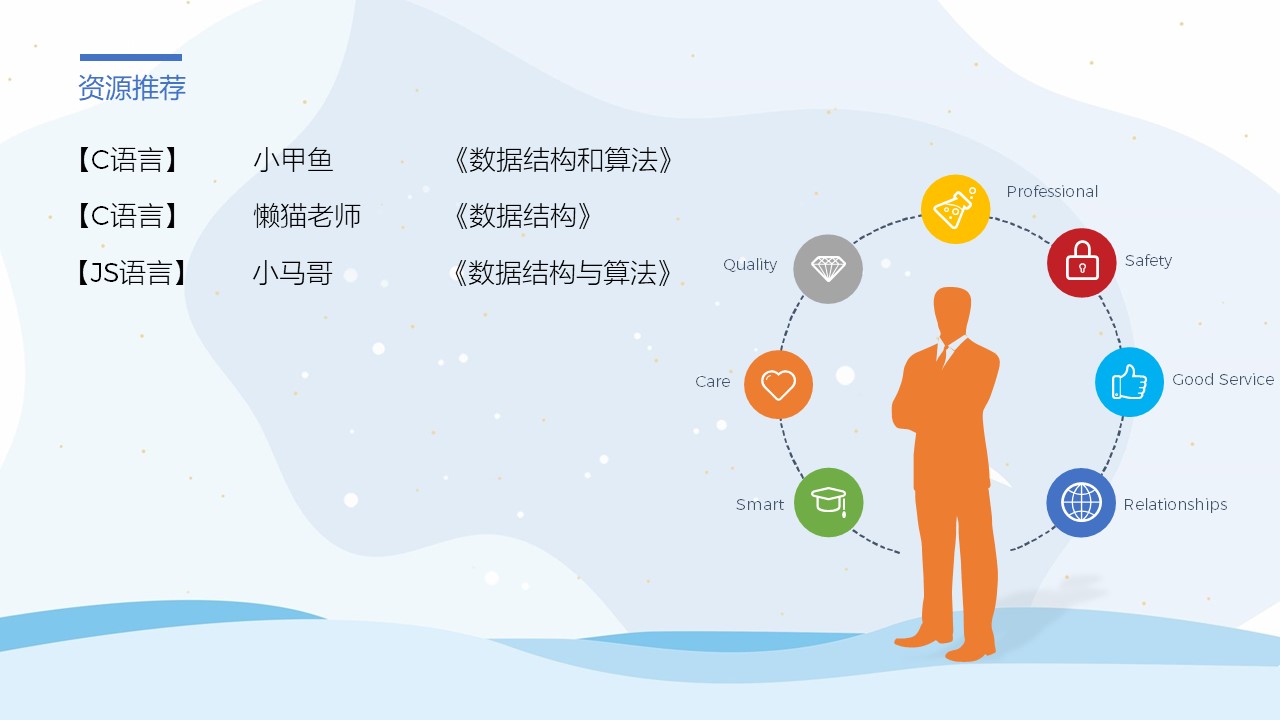 资源推荐
【C语言】 小甲鱼 《数据结构和算法》
【C语言】 懒猫老师 《数据结构》
【JS语言】 小马哥 《数据结构与算法》
Professional
Quality
Safety
Care
Good Service
Smart
Relationships